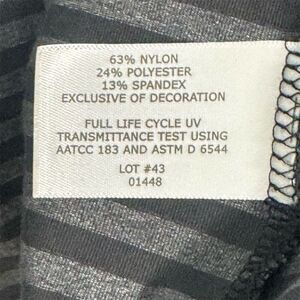 63% NYLON
24% POLYESTER
13% SPANDEX
EXCLUSIVE OF DECORATION
FULL LIFE CYCLE UV
TRANSMITTANCE TEST USING
AATCC 183 AND ASTM D 6544
LOT #43
01448